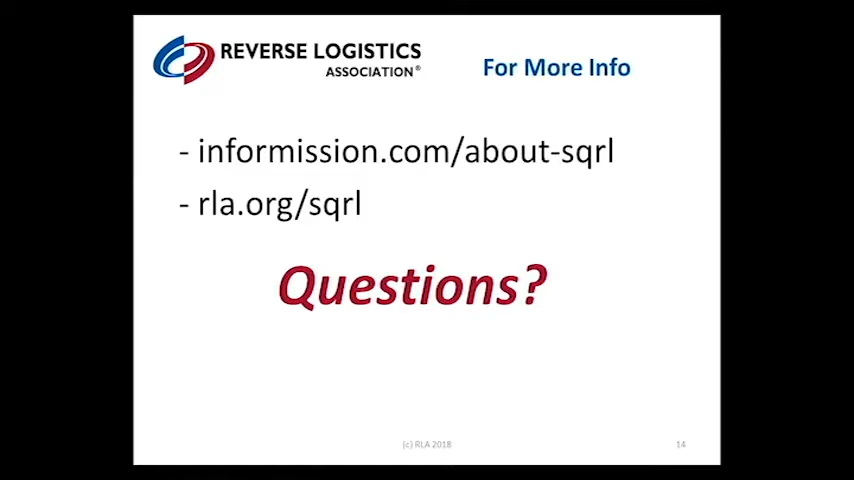 REVERSE LOGISTICS
ASSOCIATION®
For More Info
- informission.com/about-sqrl
- rla.org/sqrl
Questions?
(c) RLA 2018
14